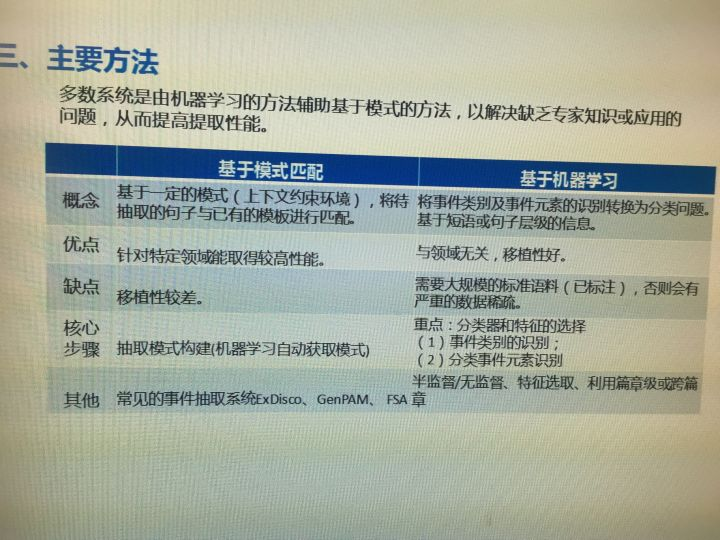 三、主要方法
多数系统是由机器学习的方法辅助基于模式的方法，以解决缺乏专家知识或应用的
问题，从而提高提取性能。
基于模式匹配
基于机器学习
概念
基于一定的模式（上下文约束环境），将待
抽取的句子与已有的模板进行匹配。
将事件类别及事件元素的识别转换为分类问题。
基于短语或句子层级的信息。
优点
针对特定领域能取得较高性能。
与领域无关，移植性好。
缺点
移植性较差。
需要大规模的标准语料（已标注），否则会有
严重的数据稀疏。
核心
步骤
抽取模式构建(机器学习自动获取模式)
重点：分类器和特征的选择
（1）事件类别的识别；
（2）分类事件元素识别
其他
常见的事件抽取系统ExDisco、GenPAM、 FSA
半监督/无监督、特征选取、利用篇章级或跨篇
章